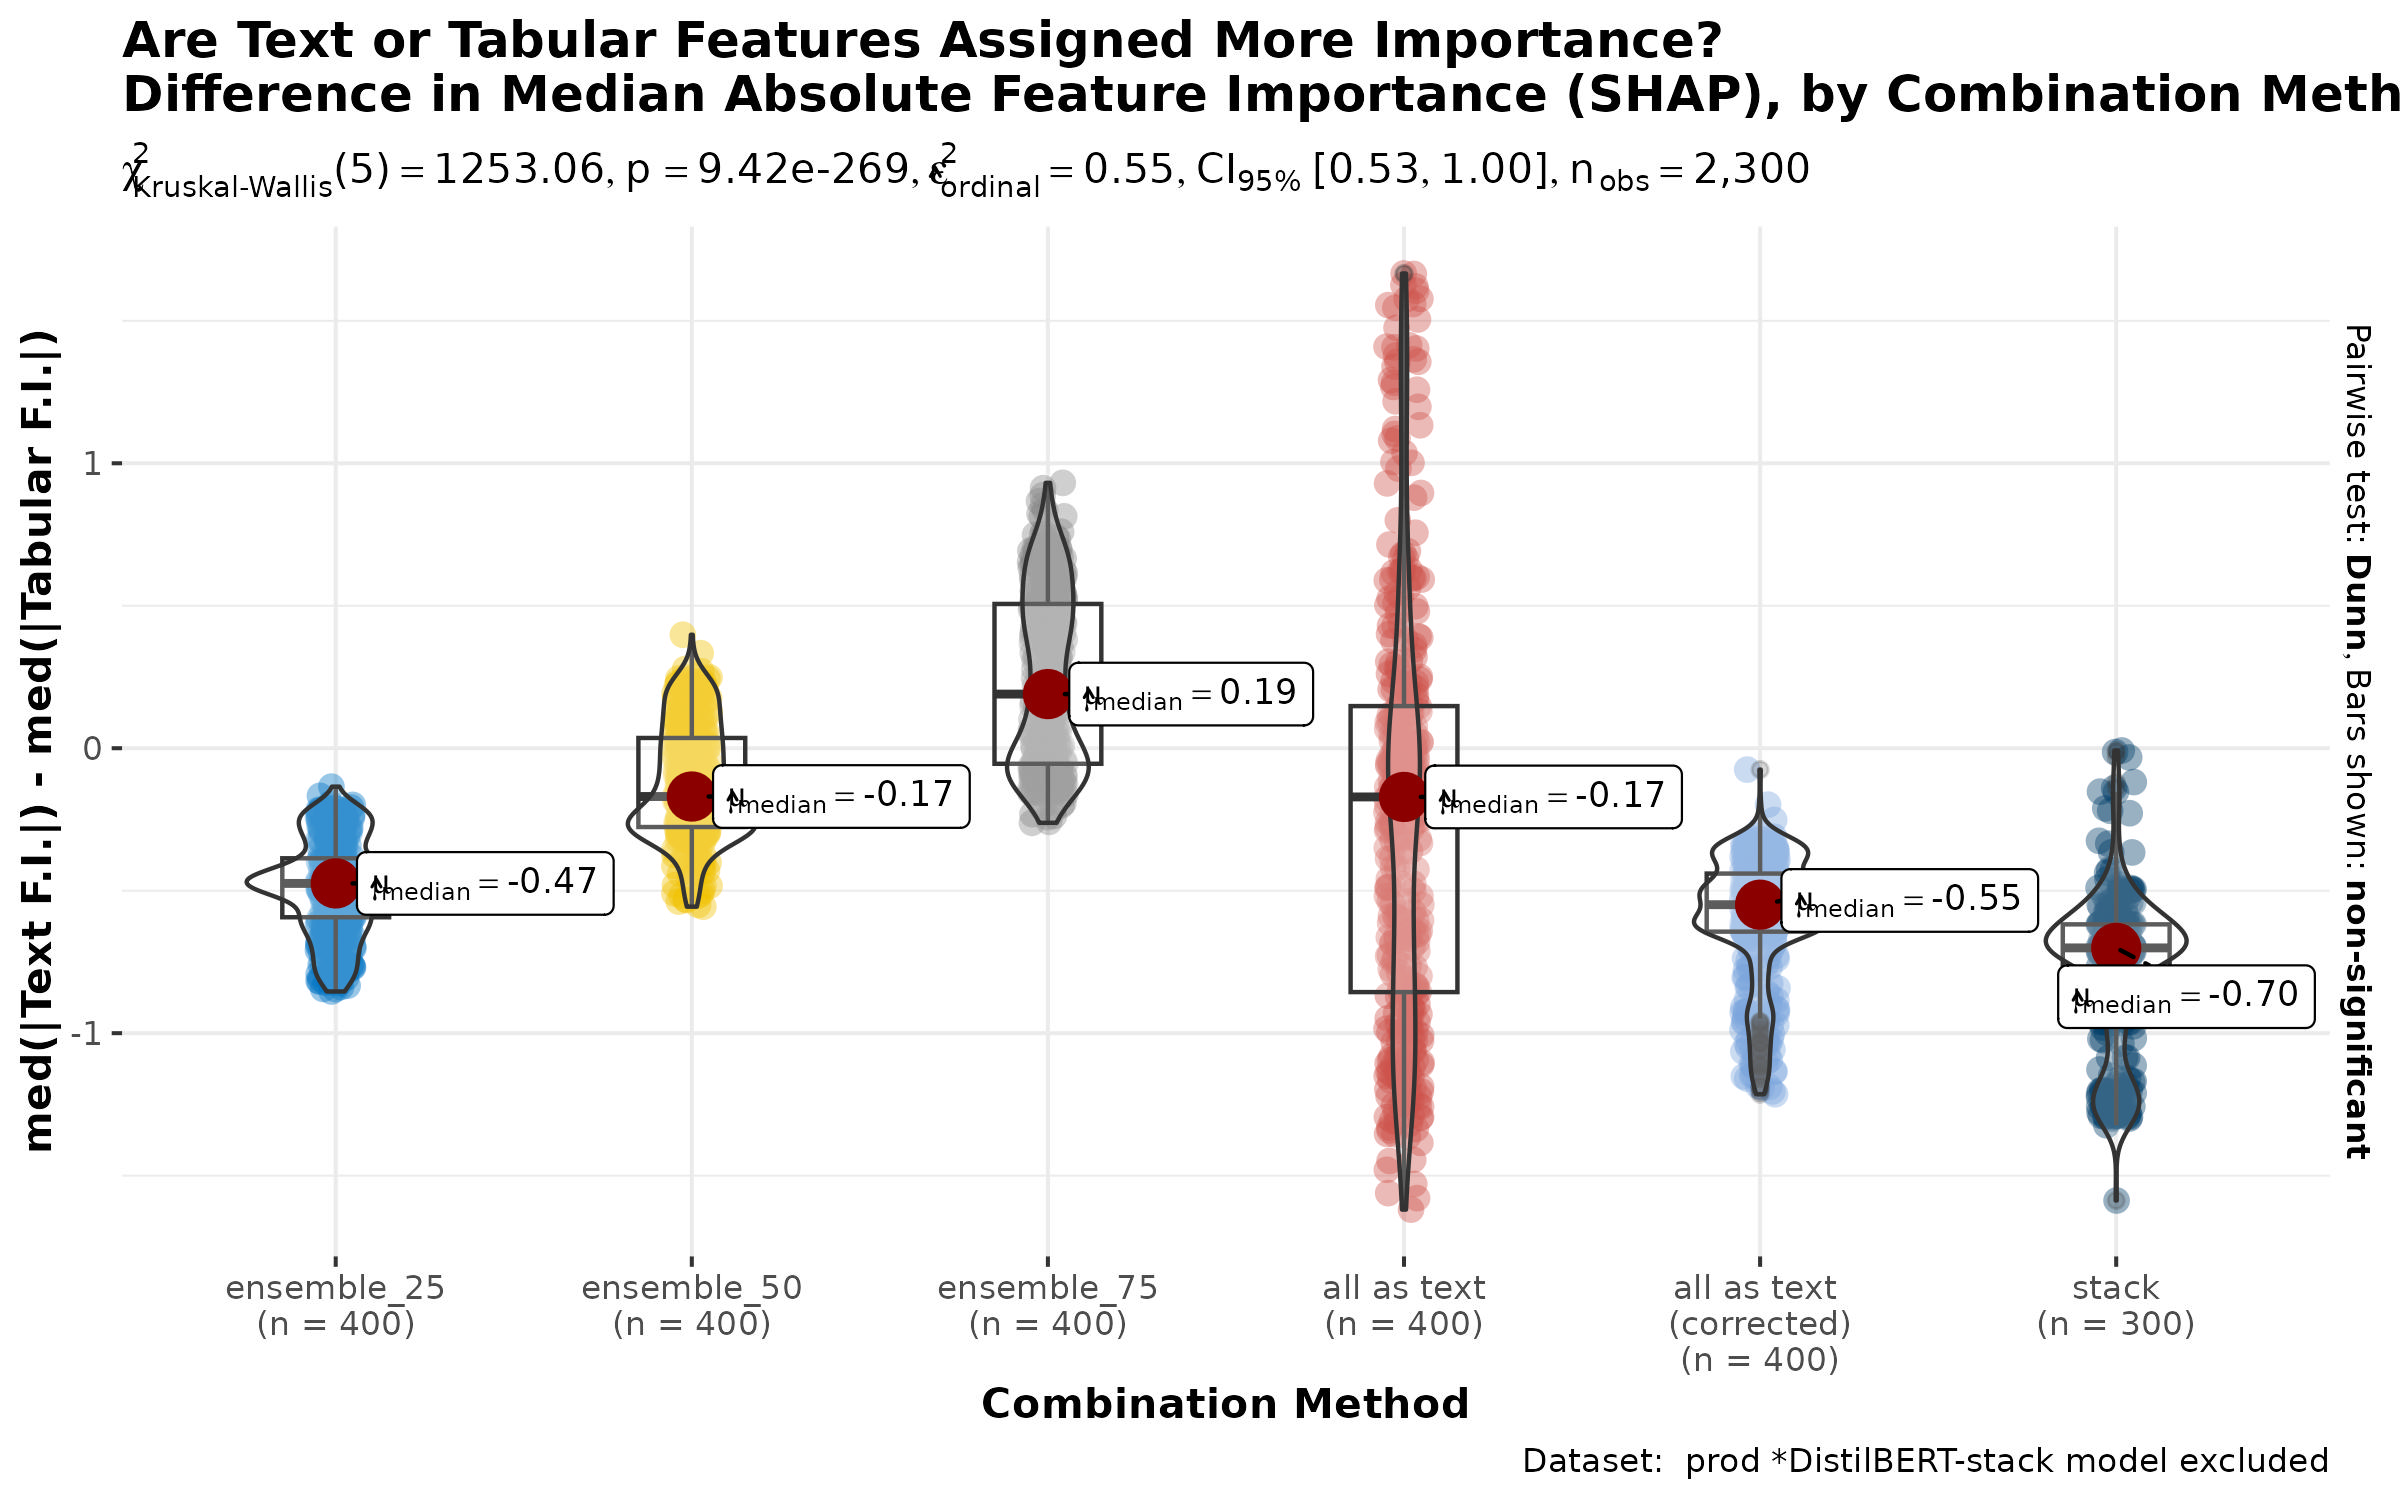 Are Text or Tabular Features Assigned More Importance?
Difference in Median Absolute Feature Importance (SHAP), by Combination Meth
χ²Kruskal-Wallis(5) = 1253.06, p = 9.42e-269, ε̂²ordinal = 0.55, CI95% [0.53, 1.00], nobs = 2,300
med(|Text F.I.|) - med(|Tabular F.I.|)
1
0
-1
μ̂median = -0.47
μ̂median = -0.17
μ̂median = 0.19
μ̂median = -0.17
μ̂median = -0.55
μ̂median = -0.70
Pairwise test: Dunn, Bars shown: non-significant
ensemble_25
(n = 400)
ensemble_50
(n = 400)
ensemble_75
(n = 400)
all as text
(n = 400)
all as text
(corrected)
(n = 400)
stack
(n = 300)
Combination Method
Dataset:  prod *DistilBERT-stack model excluded